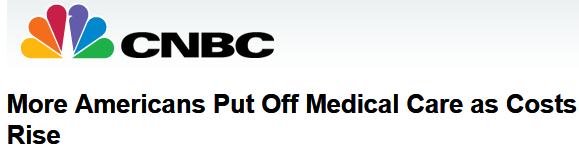 CNBC
More Americans Put Off Medical Care as Costs
Rise